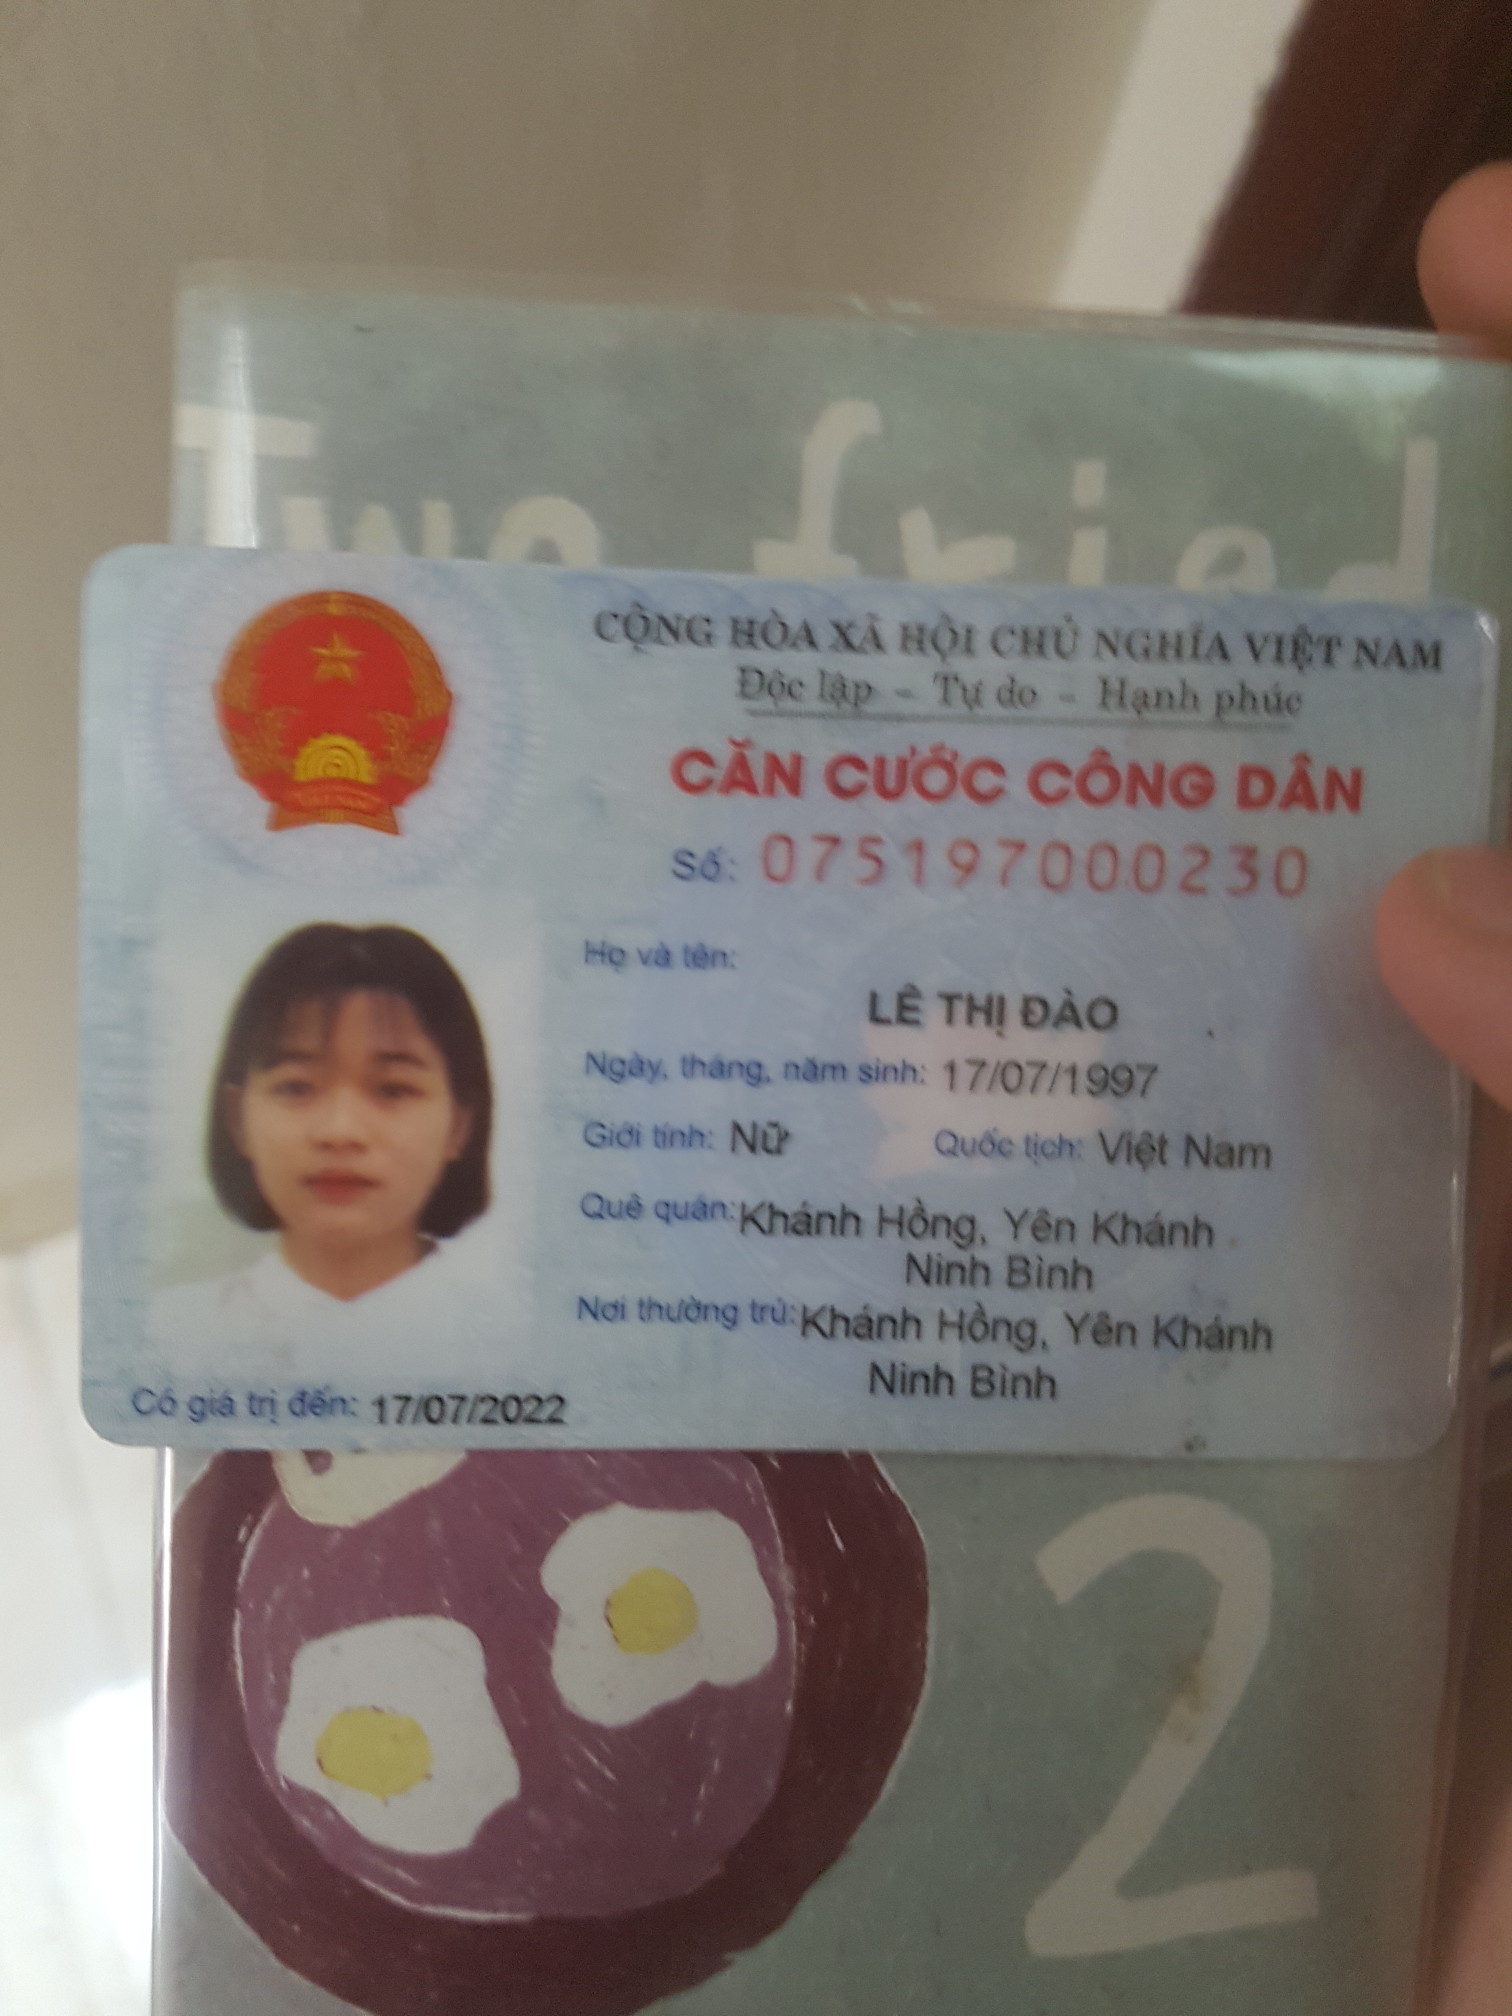 Two fried
CỘNG HÒA XÃ HỘI CHỦ NGHĨA VIỆT NAM
Độc lập - Tự do - Hạnh phúc
CĂN CƯỚC CÔNG DÂN
Số: 075197000230
Họ và tên:
LÊ THỊ ĐÀO
Ngày, tháng, năm sinh: 17/07/1997
Giới tính: Nữ Quốc tịch: Việt Nam
Quê quán: Khánh Hồng, Yên Khánh
Ninh Bình
Nơi thường trú: Khánh Hồng, Yên Khánh
Ninh Bình
Có giá trị đến: 17/07/2022
2